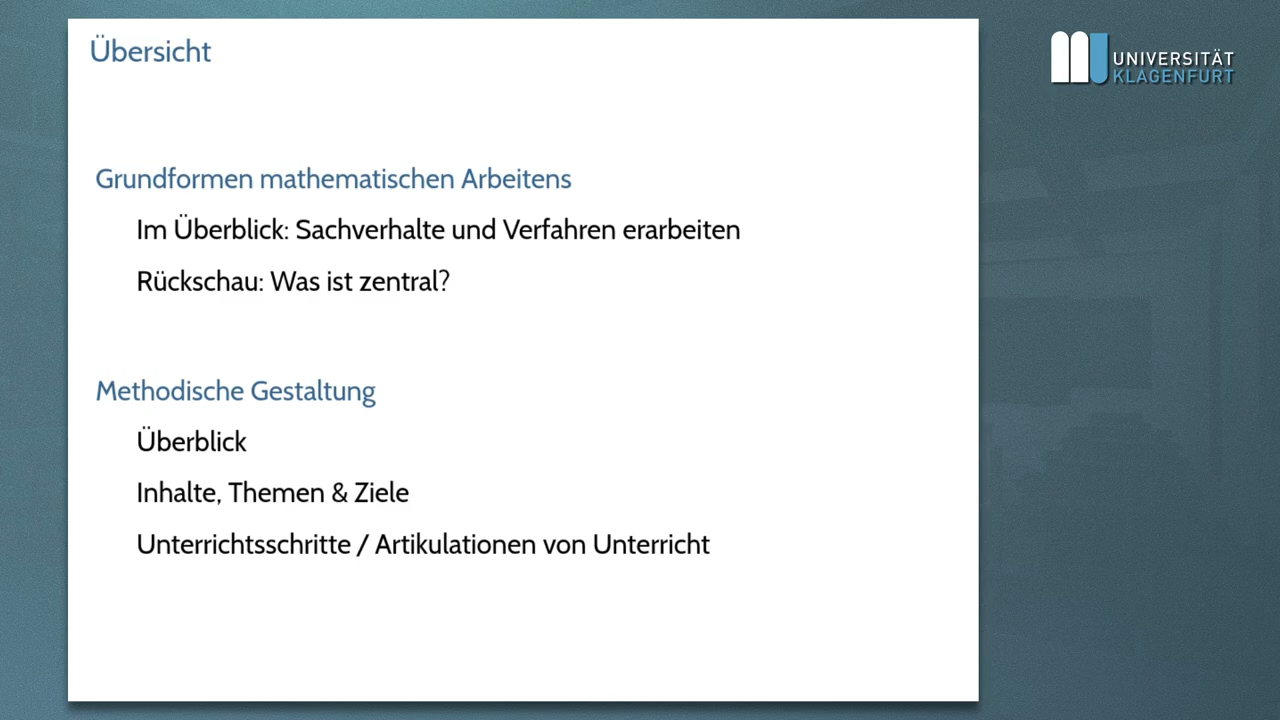 Übersicht
UNIVERSITÄT
KLAGENFURT
Grundformen mathematischen Arbeitens
Im Überblick: Sachverhalte und Verfahren erarbeiten
Rückschau: Was ist zentral?
Methodische Gestaltung
Überblick
Inhalte, Themen & Ziele
Unterrichtsschritte / Artikulationen von Unterricht